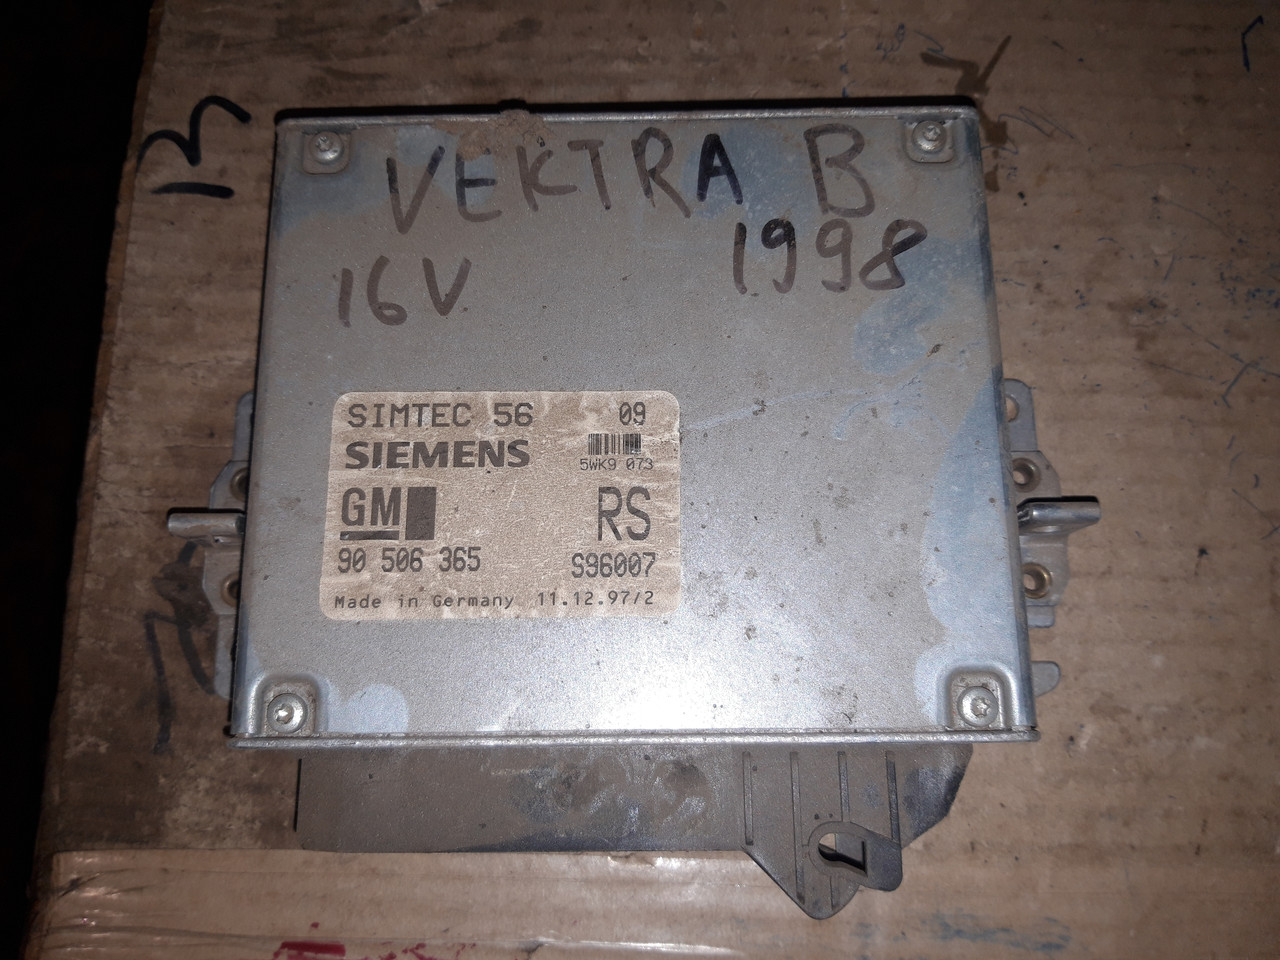 VEKTRA B
16V 1998
SIMTEC 56 09
SIEMENS
5WK9 073
GM RS
90 506 365 S96007
Made in Germany 11.12.97/2